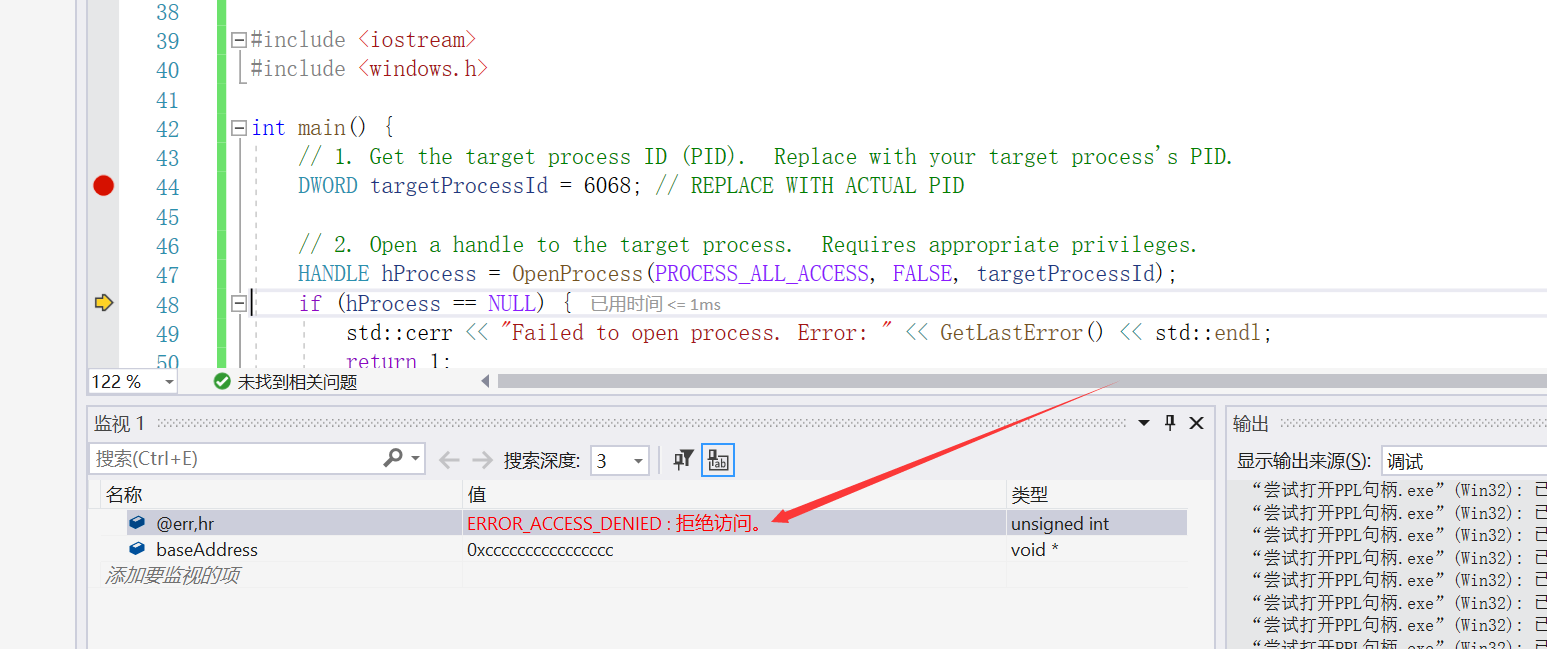 38
39 #include <iostream>
40 #include <windows.h>
41
42 int main() {
43 // 1. Get the target process ID (PID).  Replace with your target process's PID.
44 DWORD targetProcessId = 6068; // REPLACE WITH ACTUAL PID
45
46 // 2. Open a handle to the target process.  Requires appropriate privileges.
47 HANDLE hProcess = OpenProcess(PROCESS_ALL_ACCESS, FALSE, targetProcessId);
48 if (hProcess == NULL) { 已用时间 <= 1ms
49 std::cerr << "Failed to open process. Error: " << GetLastError() << std::endl;
50 return 1;
122 % 未找到相关问题
监视 1
搜索(Ctrl+E) 搜索深度: 3
名称 值 类型
@err,hr ERROR_ACCESS_DENIED : 拒绝访问。 unsigned int
baseAddress 0xcccccccccccccccc void *
添加要监视的项
输出
显示输出来源(S): 调试
“尝试打开PPL句柄.exe”(Win32): 已
“尝试打开PPL句柄.exe”(Win32): 已
“尝试打开PPL句柄.exe”(Win32): 已
“尝试打开PPL句柄.exe”(Win32): 已
“尝试打开PPL句柄.exe”(Win32): 已
“尝试打开PPL句柄.exe”(Win32): 已
“尝试打开PPL句柄.exe”(Win32): 已
“尝试打开PPL句柄.exe”(Win32): 已